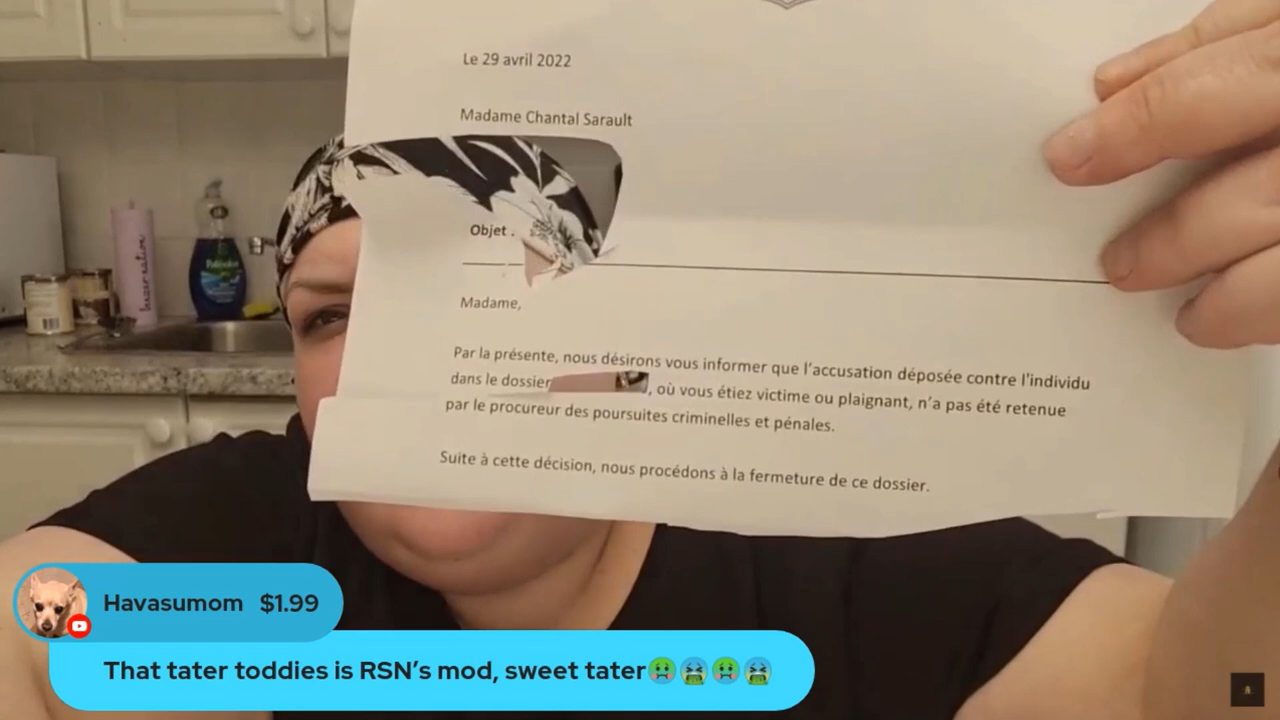 Le 29 avril 2022
Madame Chantal Sarault
Objet
Madame,
Par la présente, nous désirons vous informer que l'accusation déposée contre l'individu
dans le dossier , où vous étiez victime ou plaignant, n'a pas été retenue
par le procureur des poursuites criminelles et pénales.
Suite à cette décision, nous procédons à la fermeture de ce dossier.
Palmolive
Havasumom $1.99
That tater toddies is RSN's mod, sweet tater🤢🤮🤢🤮